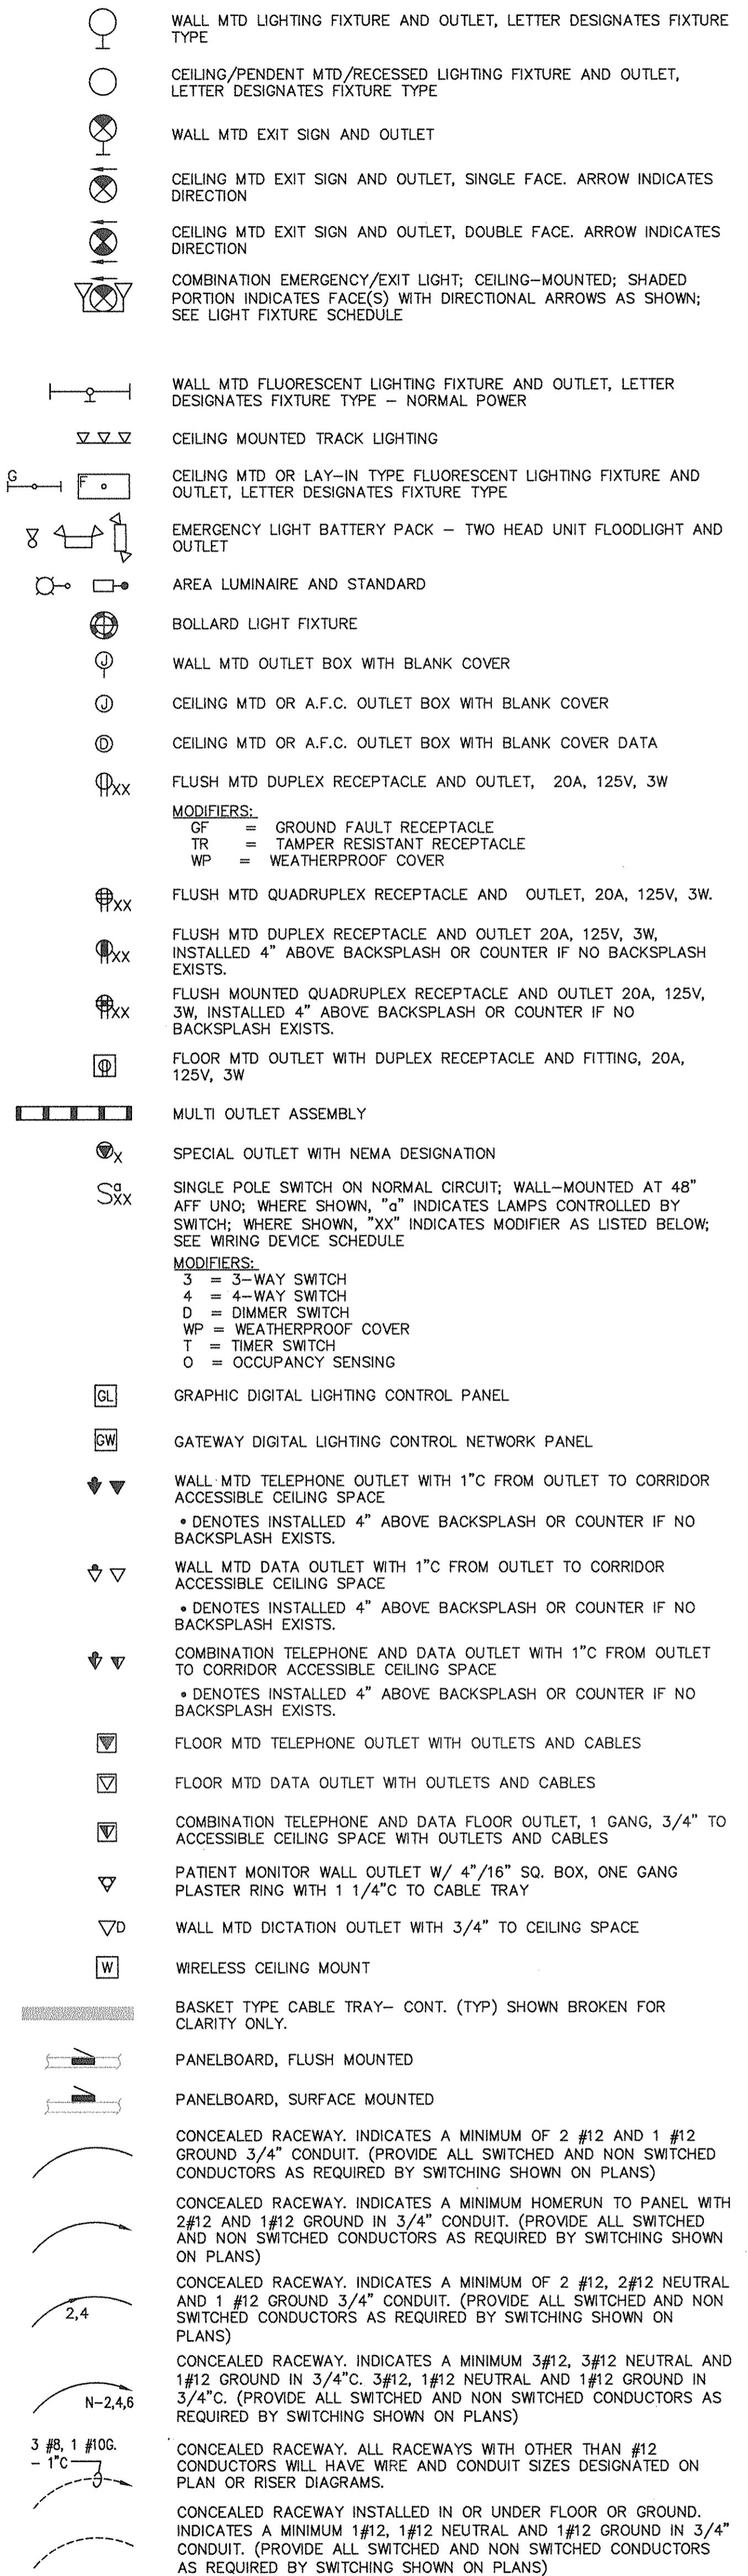 WALL MTD LIGHTING FIXTURE AND OUTLET, LETTER DESIGNATES FIXTURE
TYPE
CEILING/PENDENT MTD/RECESSED LIGHTING FIXTURE AND OUTLET,
LETTER DESIGNATES FIXTURE TYPE
WALL MTD EXIT SIGN AND OUTLET
CEILING MTD EXIT SIGN AND OUTLET, SINGLE FACE. ARROW INDICATES
DIRECTION
CEILING MTD EXIT SIGN AND OUTLET, DOUBLE FACE. ARROW INDICATES
DIRECTION
COMBINATION EMERGENCY/EXIT LIGHT; CEILING-MOUNTED; SHADED
PORTION INDICATES FACE(S) WITH DIRECTIONAL ARROWS AS SHOWN;
SEE LIGHT FIXTURE SCHEDULE
WALL MTD FLUORESCENT LIGHTING FIXTURE AND OUTLET, LETTER
DESIGNATES FIXTURE TYPE - NORMAL POWER
CEILING MOUNTED TRACK LIGHTING
G F CEILING MTD OR LAY-IN TYPE FLUORESCENT LIGHTING FIXTURE AND
OUTLET, LETTER DESIGNATES FIXTURE TYPE
EMERGENCY LIGHT BATTERY PACK - TWO HEAD UNIT FLOODLIGHT AND
OUTLET
AREA LUMINAIRE AND STANDARD
BOLLARD LIGHT FIXTURE
J WALL MTD OUTLET BOX WITH BLANK COVER
J CEILING MTD OR A.F.C. OUTLET BOX WITH BLANK COVER
D CEILING MTD OR A.F.C. OUTLET BOX WITH BLANK COVER DATA
XX FLUSH MTD DUPLEX RECEPTACLE AND OUTLET, 20A, 125V, 3W
MODIFIERS:
GF = GROUND FAULT RECEPTACLE
TR = TAMPER RESISTANT RECEPTACLE
WP = WEATHERPROOF COVER
XX FLUSH MTD QUADRUPLEX RECEPTACLE AND OUTLET, 20A, 125V, 3W.
FLUSH MTD DUPLEX RECEPTACLE AND OUTLET 20A, 125V, 3W,
XX INSTALLED 4" ABOVE BACKSPLASH OR COUNTER IF NO BACKSPLASH
EXISTS.
FLUSH MOUNTED QUADRUPLEX RECEPTACLE AND OUTLET 20A, 125V,
XX 3W, INSTALLED 4" ABOVE BACKSPLASH OR COUNTER IF NO
BACKSPLASH EXISTS.
FLOOR MTD OUTLET WITH DUPLEX RECEPTACLE AND FITTING, 20A,
125V, 3W
MULTI OUTLET ASSEMBLY
X SPECIAL OUTLET WITH NEMA DESIGNATION
S a XX SINGLE POLE SWITCH ON NORMAL CIRCUIT; WALL-MOUNTED AT 48"
AFF UNO; WHERE SHOWN, "a" INDICATES LAMPS CONTROLLED BY
SWITCH; WHERE SHOWN, "XX" INDICATES MODIFIER AS LISTED BELOW;
SEE WIRING DEVICE SCHEDULE
MODIFIERS:
3 = 3-WAY SWITCH
4 = 4-WAY SWITCH
D = DIMMER SWITCH
WP = WEATHERPROOF COVER
T = TIMER SWITCH
O = OCCUPANCY SENSING
GL GRAPHIC DIGITAL LIGHTING CONTROL PANEL
GW GATEWAY DIGITAL LIGHTING CONTROL NETWORK PANEL
WALL MTD TELEPHONE OUTLET WITH 1"C FROM OUTLET TO CORRIDOR
ACCESSIBLE CEILING SPACE
• DENOTES INSTALLED 4" ABOVE BACKSPLASH OR COUNTER IF NO
BACKSPLASH EXISTS.
WALL MTD DATA OUTLET WITH 1"C FROM OUTLET TO CORRIDOR
ACCESSIBLE CEILING SPACE
• DENOTES INSTALLED 4" ABOVE BACKSPLASH OR COUNTER IF NO
BACKSPLASH EXISTS.
COMBINATION TELEPHONE AND DATA OUTLET WITH 1"C FROM OUTLET
TO CORRIDOR ACCESSIBLE CEILING SPACE
• DENOTES INSTALLED 4" ABOVE BACKSPLASH OR COUNTER IF NO
BACKSPLASH EXISTS.
FLOOR MTD TELEPHONE OUTLET WITH OUTLETS AND CABLES
FLOOR MTD DATA OUTLET WITH OUTLETS AND CABLES
COMBINATION TELEPHONE AND DATA FLOOR OUTLET, 1 GANG, 3/4" TO
ACCESSIBLE CEILING SPACE WITH OUTLETS AND CABLES
PATIENT MONITOR WALL OUTLET W/ 4"/16" SQ. BOX, ONE GANG
PLASTER RING WITH 1 1/4"C TO CABLE TRAY
D WALL MTD DICTATION OUTLET WITH 3/4" TO CEILING SPACE
W WIRELESS CEILING MOUNT
BASKET TYPE CABLE TRAY- CONT. (TYP) SHOWN BROKEN FOR
CLARITY ONLY.
PANELBOARD, FLUSH MOUNTED
PANELBOARD, SURFACE MOUNTED
CONCEALED RACEWAY. INDICATES A MINIMUM OF 2 #12 AND 1 #12
GROUND 3/4" CONDUIT. (PROVIDE ALL SWITCHED AND NON SWITCHED
CONDUCTORS AS REQUIRED BY SWITCHING SHOWN ON PLANS)
CONCEALED RACEWAY. INDICATES A MINIMUM HOMERUN TO PANEL WITH
2#12 AND 1#12 GROUND IN 3/4" CONDUIT. (PROVIDE ALL SWITCHED
AND NON SWITCHED CONDUCTORS AS REQUIRED BY SWITCHING SHOWN
ON PLANS)
CONCEALED RACEWAY. INDICATES A MINIMUM OF 2 #12, 2#12 NEUTRAL
AND 1 #12 GROUND 3/4" CONDUIT. (PROVIDE ALL SWITCHED AND NON
2,4 SWITCHED CONDUCTORS AS REQUIRED BY SWITCHING SHOWN ON
PLANS)
CONCEALED RACEWAY. INDICATES A MINIMUM 3#12, 3#12 NEUTRAL AND
1#12 GROUND IN 3/4"C. 3#12, 1#12 NEUTRAL AND 1#12 GROUND IN
N-2,4,6 3/4"C. (PROVIDE ALL SWITCHED AND NON SWITCHED CONDUCTORS AS
REQUIRED BY SWITCHING SHOWN ON PLANS)
3 #8, 1 #10G. CONCEALED RACEWAY. ALL RACEWAYS WITH OTHER THAN #12
- 1"C CONDUCTORS WILL HAVE WIRE AND CONDUIT SIZES DESIGNATED ON
PLAN OR RISER DIAGRAMS.
CONCEALED RACEWAY INSTALLED IN OR UNDER FLOOR OR GROUND.
INDICATES A MINIMUM 1#12, 1#12 NEUTRAL AND 1#12 GROUND IN 3/4"
CONDUIT. (PROVIDE ALL SWITCHED AND NON SWITCHED CONDUCTORS
AS REQUIRED BY SWITCHING SHOWN ON PLANS)